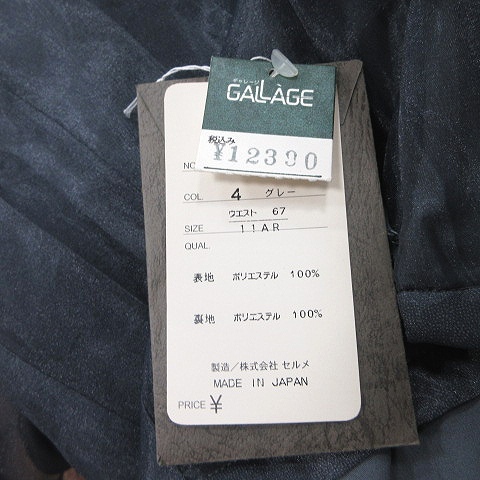 ギャレージ
GALLAGE
税込み
¥12390
NO
COL. 4 グレー
ウエスト 67
SIZE 11AR
QUAL.
表地 ポリエステル 100%
裏地 ポリエステル 100%
製造／株式会社 セルメ
MADE IN JAPAN
PRICE ¥